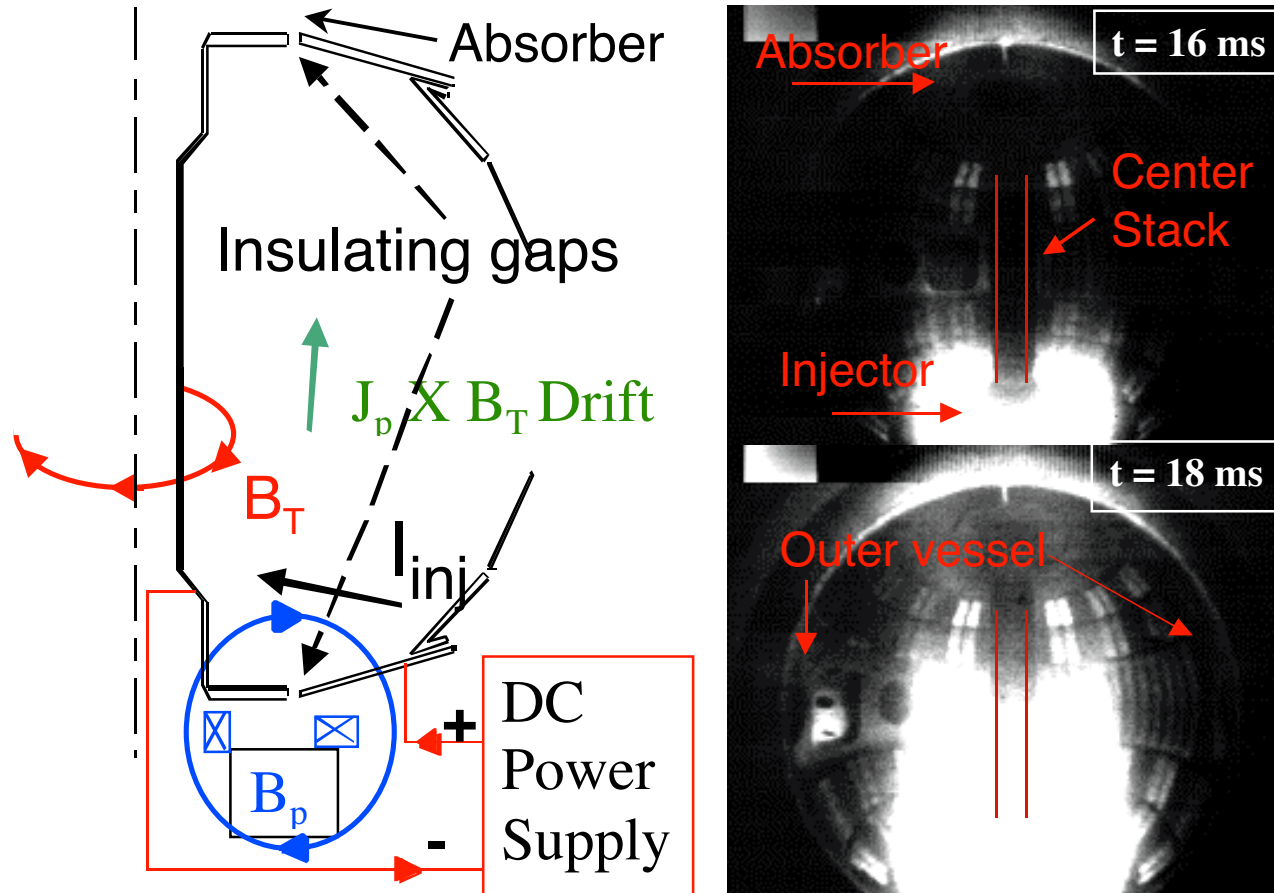 Absorber
Insulating gaps
J_p X B_T Drift
B_T
I_inj
+
DC
Power
Supply
B_p
-
t = 16 ms
Absorber
Center
Stack
Injector
t = 18 ms
Outer vessel